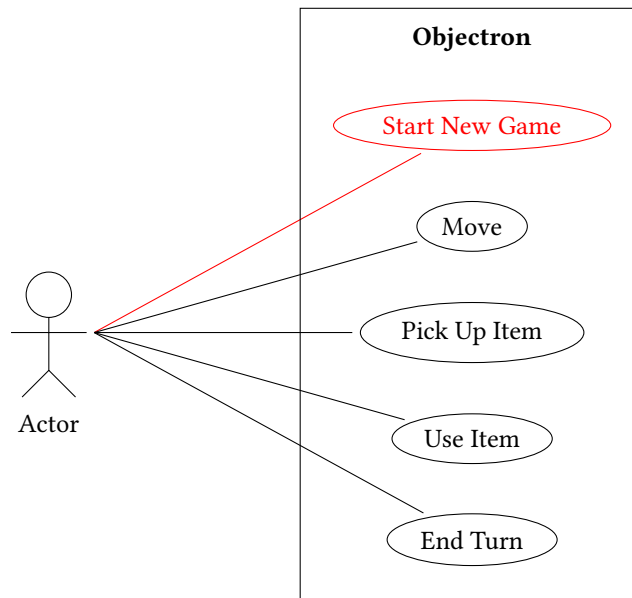 Objectron
Start New Game
Move
Pick Up Item
Use Item
End Turn
Actor